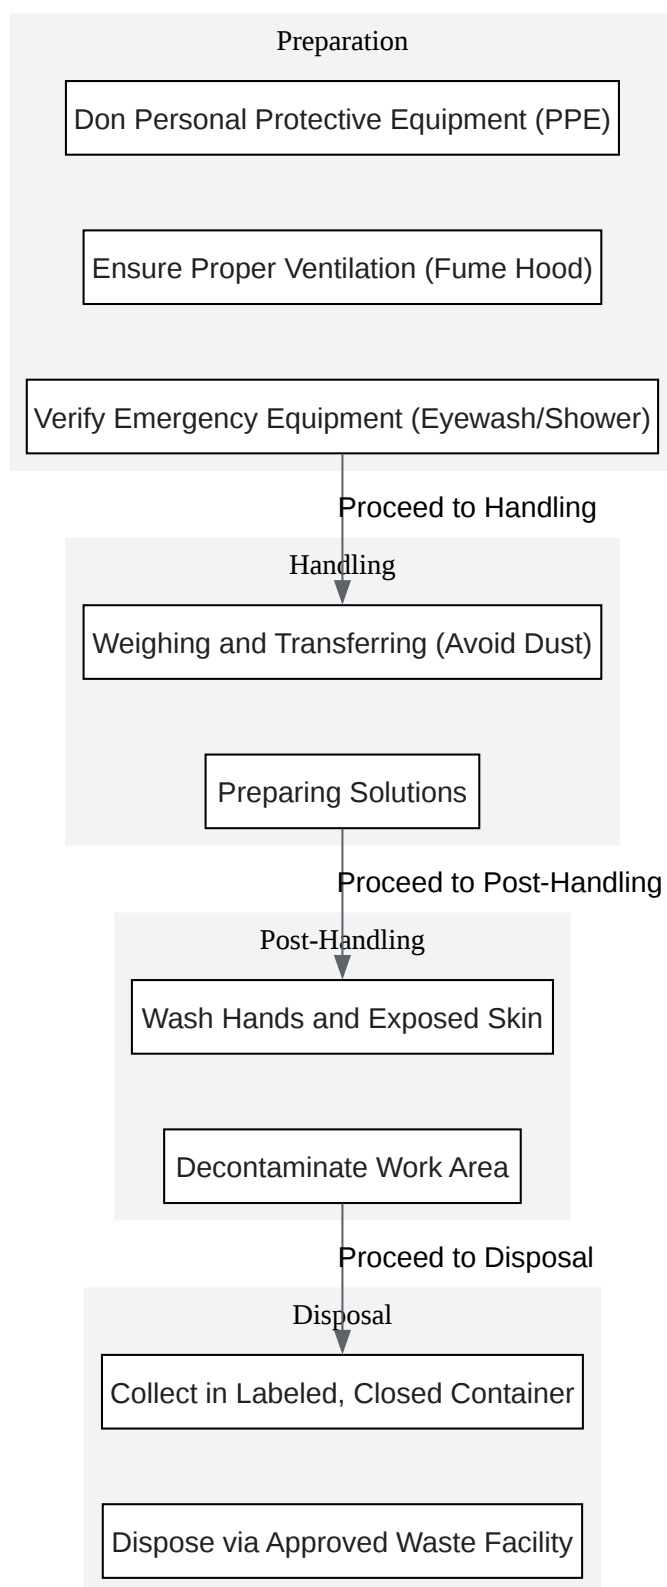 Preparation
Don Personal Protective Equipment (PPE)
Ensure Proper Ventilation (Fume Hood)
Verify Emergency Equipment (Eyewash/Shower)
Proceed to Handling
Handling
Weighing and Transferring (Avoid Dust)
Preparing Solutions
Proceed to Post-Handling
Post-Handling
Wash Hands and Exposed Skin
Decontaminate Work Area
Proceed to Disposal
Disposal
Collect in Labeled, Closed Container
Dispose via Approved Waste Facility